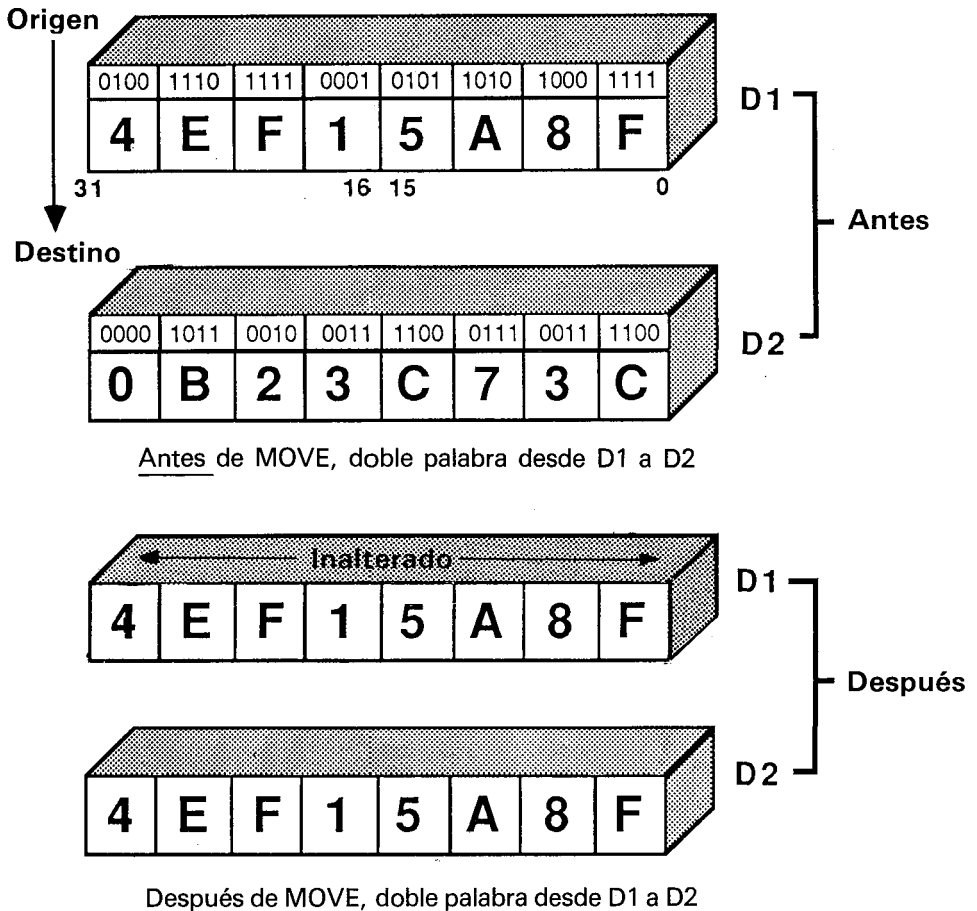 Origen
0100 1110 1111 0001 0101 1010 1000 1111
D1
4 E F 1 5 A 8 F
31 16 15 0
Antes
Destino
0000 1011 0010 0011 1100 0111 0011 1100
D2
0 B 2 3 C 7 3 C
Antes de MOVE, doble palabra desde D1 a D2
Inalterado
D1
4 E F 1 5 A 8 F
Después
D2
4 E F 1 5 A 8 F
Después de MOVE, doble palabra desde D1 a D2